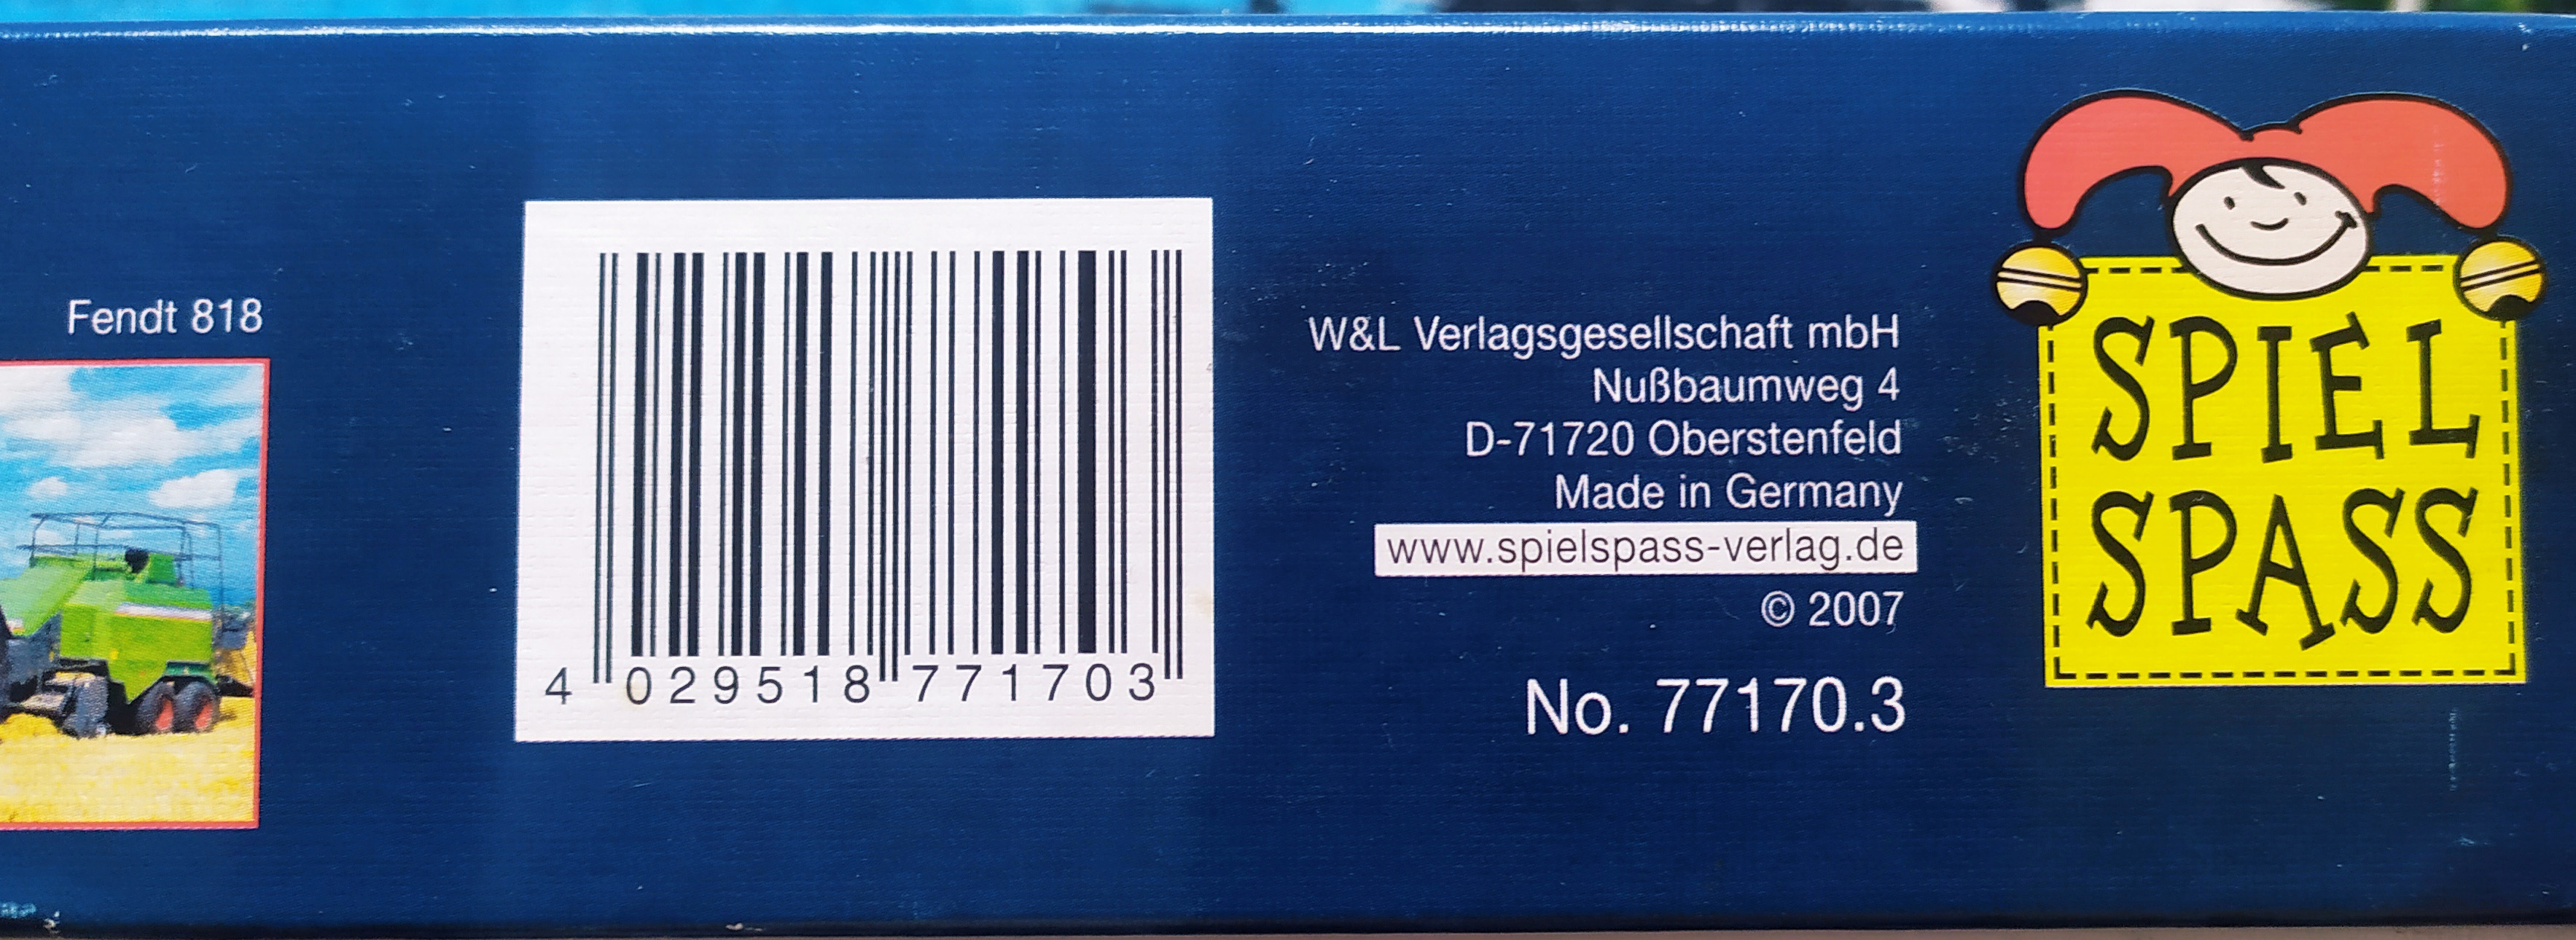 Fendt 818
4 029518 771703
W&L Verlagsgesellschaft mbH
Nußbaumweg 4
D-71720 Oberstenfeld
Made in Germany
www.spielspass-verlag.de
© 2007
No. 77170.3
SPIEL
SPASS